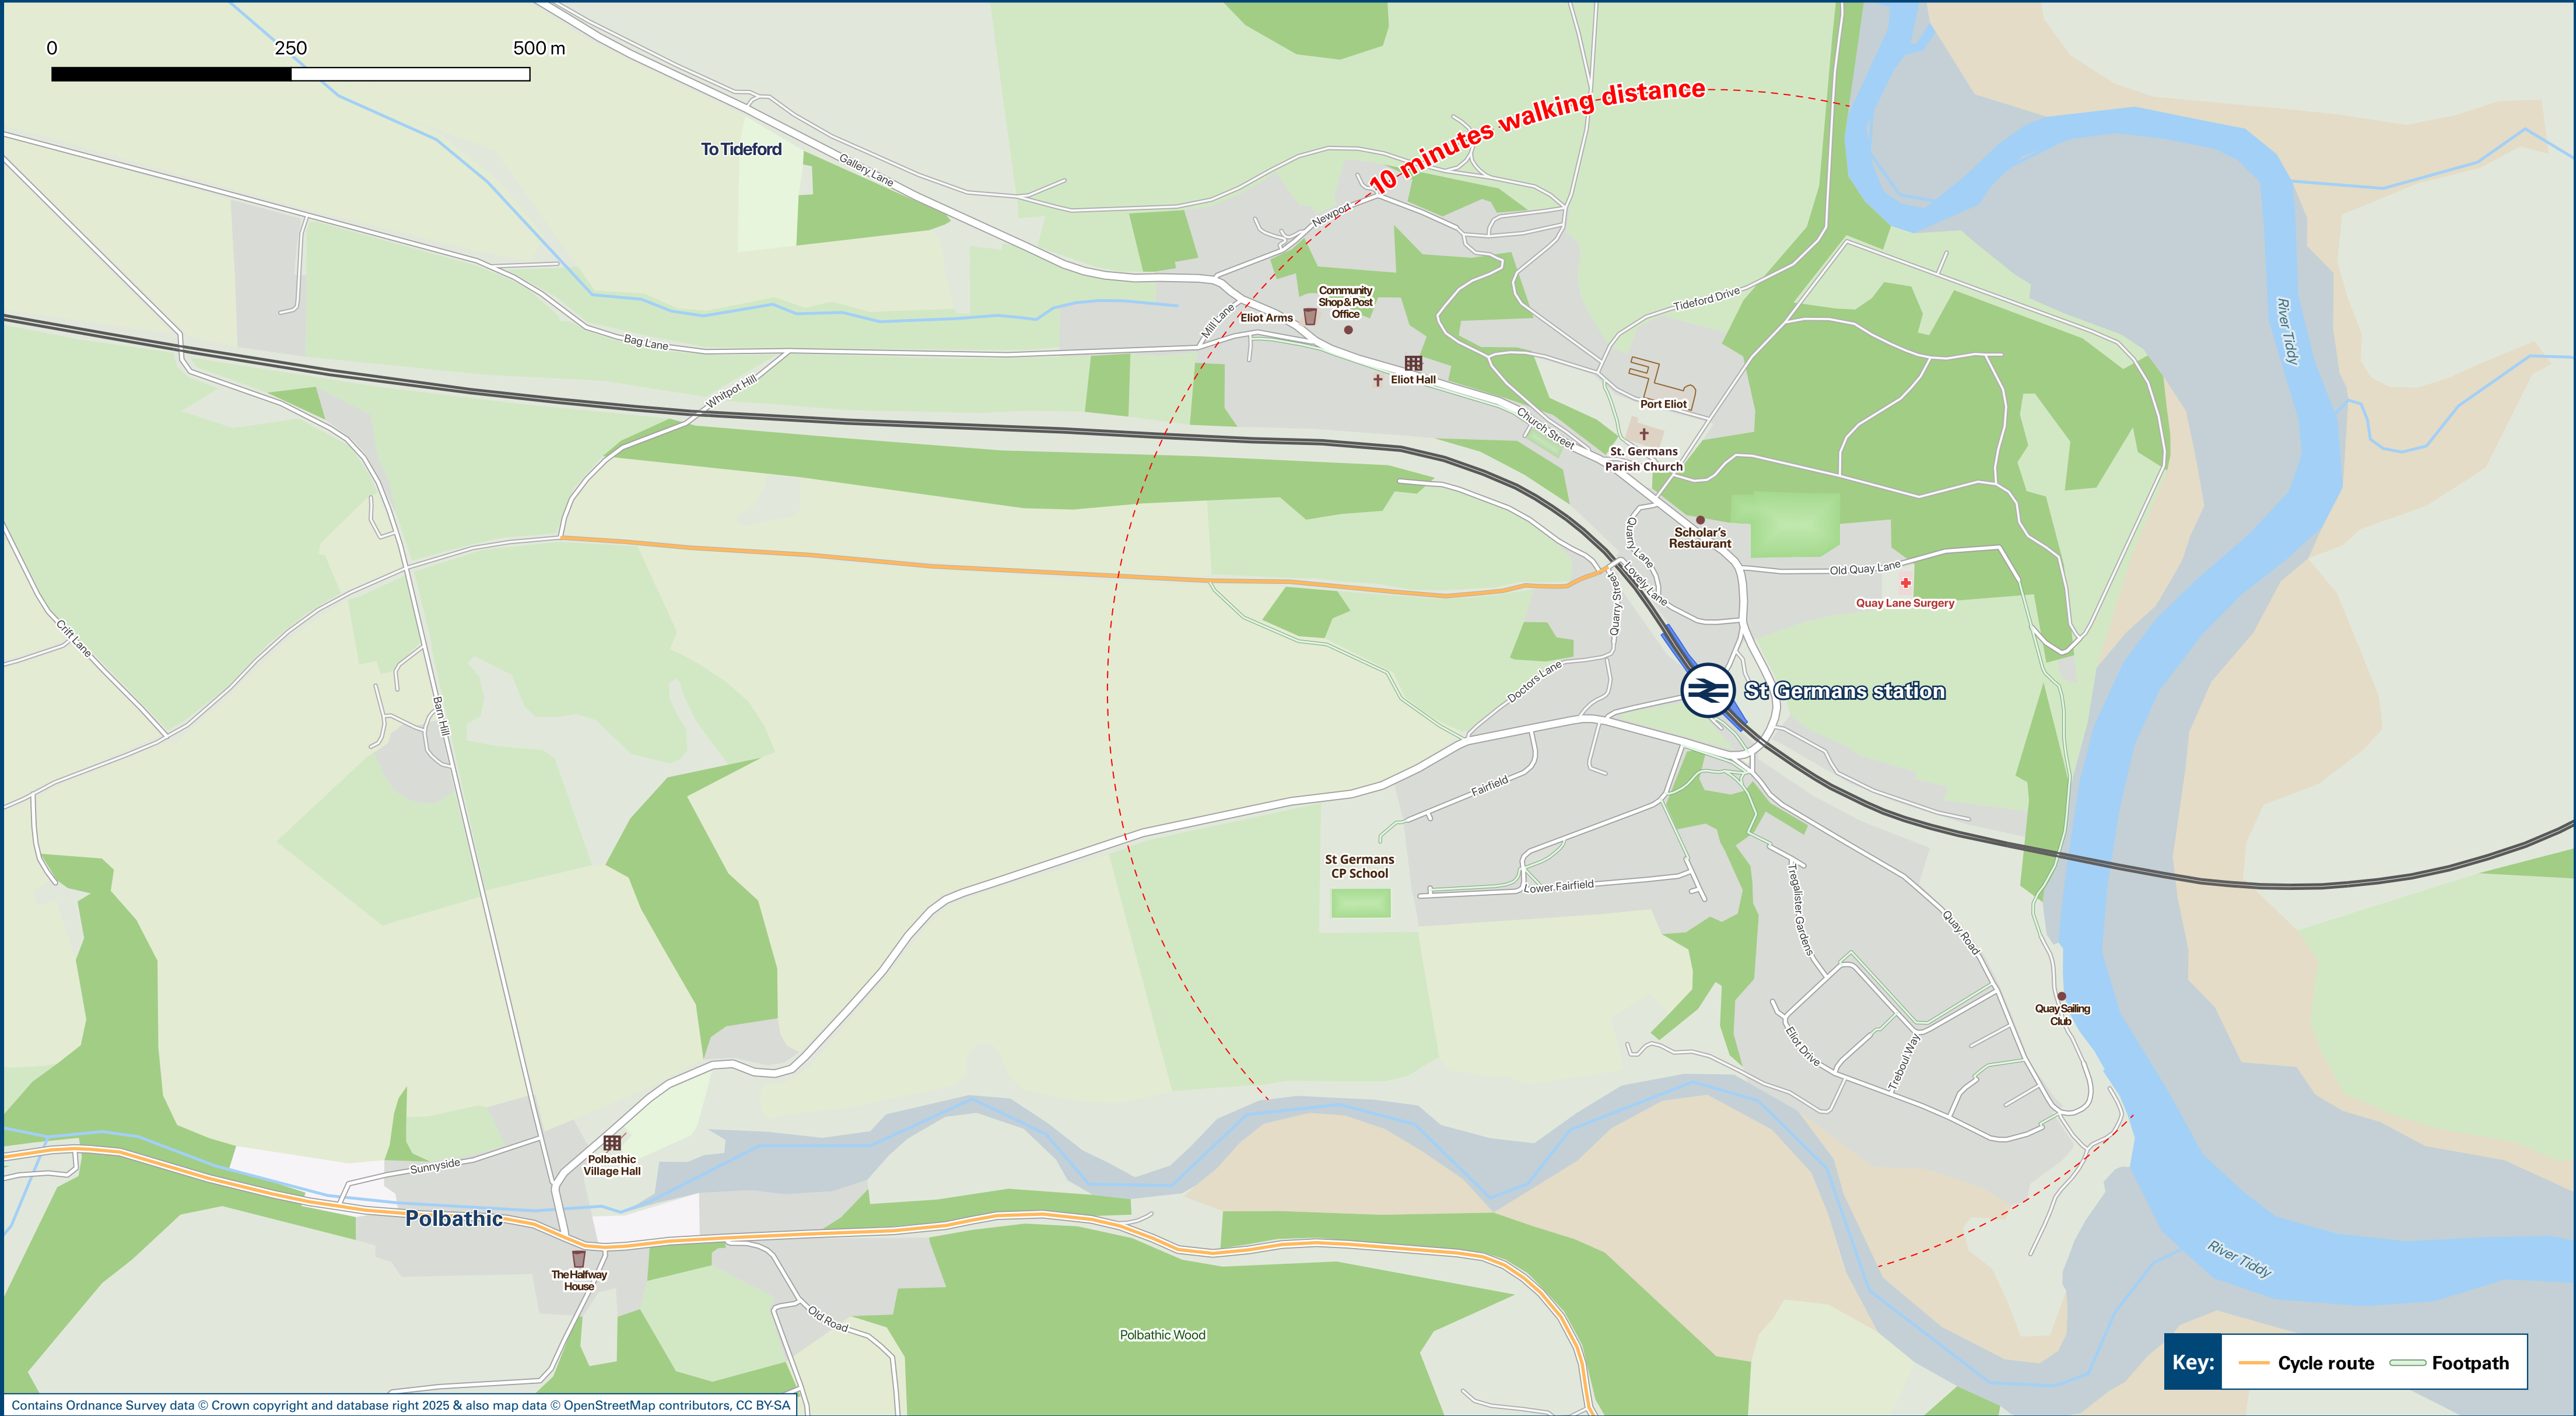 0 250 500 m
10 minutes walking distance
To Tideford
Gallery Lane
Newport
Community
Shop & Post
Office
Eliot Arms
Mill Lane
Tideford Drive
River Tiddy
Bag Lane
Whitpot Hill
Eliot Hall
Port Eliot
Church Street
St. Germans
Parish Church
Scholar's
Restaurant
Quarry Lane
Lovely Lane
Old Quay Lane
Quay Lane Surgery
Quarry Street
Crift Lane
Doctors Lane
St Germans station
Barn Hill
Fairfield
St Germans
CP School
Lower Fairfield
Tregalister Gardens
Quay Road
Quay Sailing
Club
Eliot Drive
Treboul Way
Polbathic
Village Hall
Sunnyside
Polbathic
The Halfway
House
Old Road
Polbathic Wood
River Tiddy
Key: Cycle route Footpath
Contains Ordnance Survey data © Crown copyright and database right 2025 & also map data © OpenStreetMap contributors, CC BY-SA